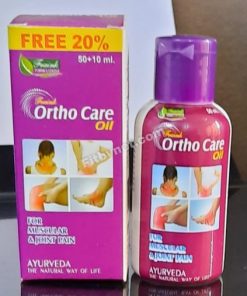 FREE 20%
50+10 ml.
Ortho Care
Oil
FOR
MUSCULAR
& JOINT PAIN
AYURVEDA
THE NATURAL WAY OF LIFE.
Ortho Care
Oil
FOR
MUSCULAR
& JOINT PAIN
AYURVEDA
THE NATURAL WAY OF LIFE